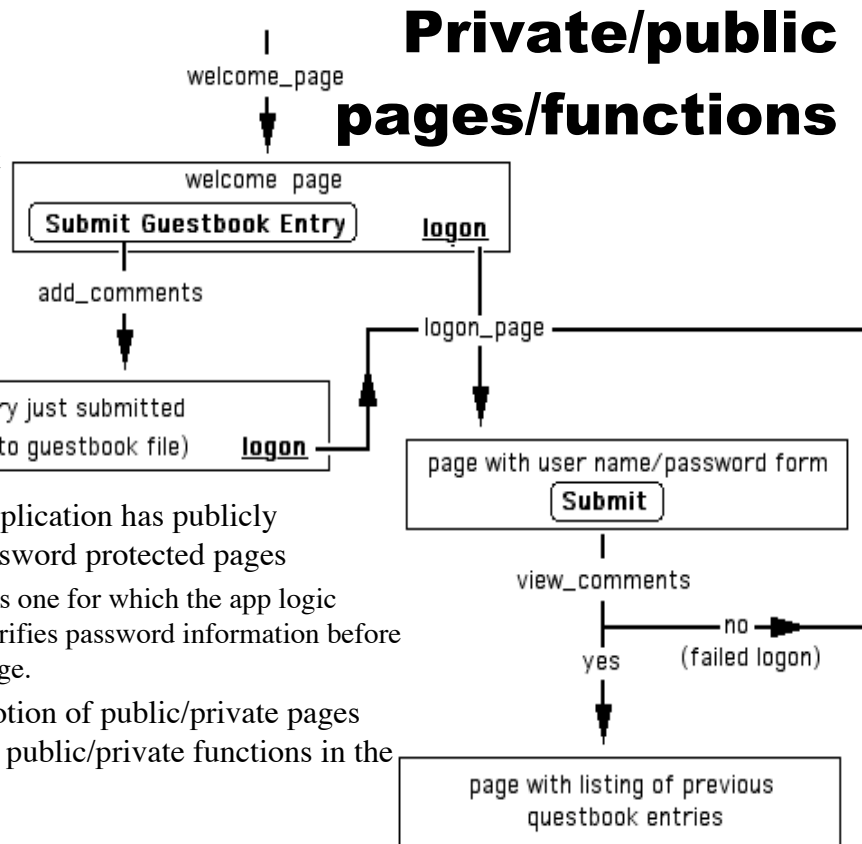 Private/public
pages/functions
welcome_page
welcome page
Submit Guestbook Entry logon
add_comments
logon_page
ry just submitted
to guestbook file) logon
page with user name/password form
Submit
plication has publicly
ssword protected pages
s one for which the app logic
rifies password information before
ge.
otion of public/private pages
public/private functions in the
view_comments
no
(failed logon)
yes
page with listing of previous
questbook entries